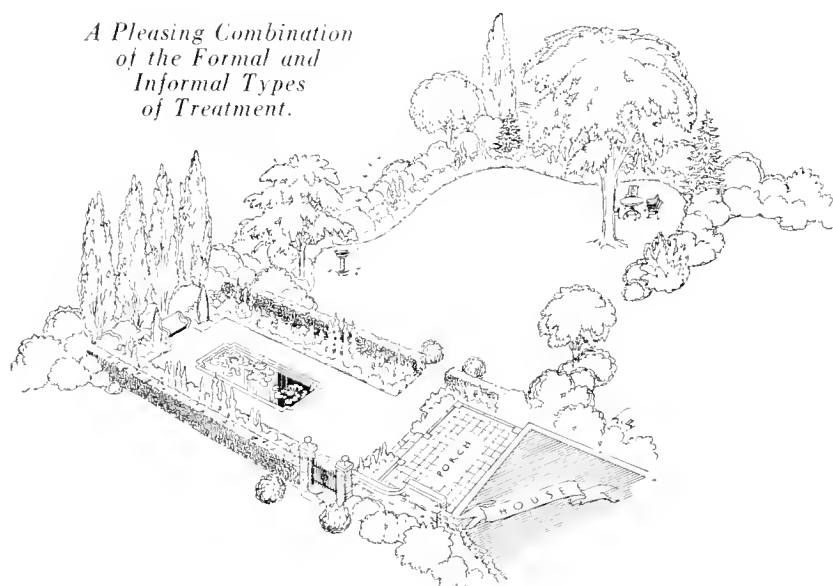 A Pleasing Combination
of the Formal and
Informal Types
of Treatment.
PORCH
HOUSE